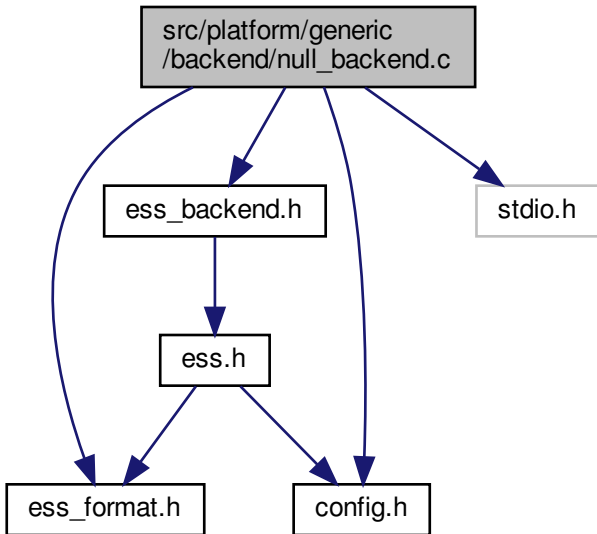 src/platform/generic
/backend/null_backend.c
ess_backend.h
stdio.h
ess.h
ess_format.h
config.h